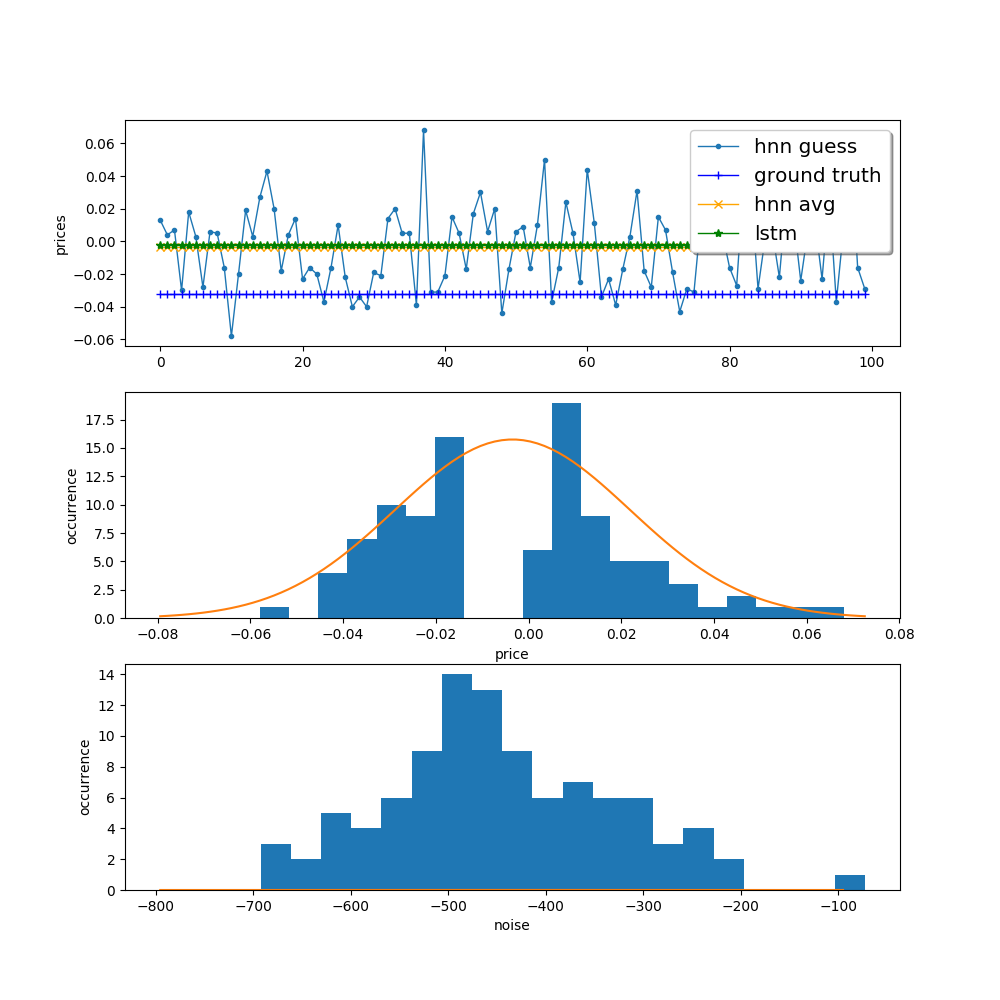 prices
0.06
0.04
0.02
0.00
−0.02
−0.04
−0.06
0 20 40 60 80 100
hnn guess
ground truth
hnn avg
lstm
occurrence
17.5
15.0
12.5
10.0
7.5
5.0
2.5
0.0
−0.08 −0.06 −0.04 −0.02 0.00 0.02 0.04 0.06 0.08
price
occurrence
14
12
10
8
6
4
2
0
−800 −700 −600 −500 −400 −300 −200 −100
noise